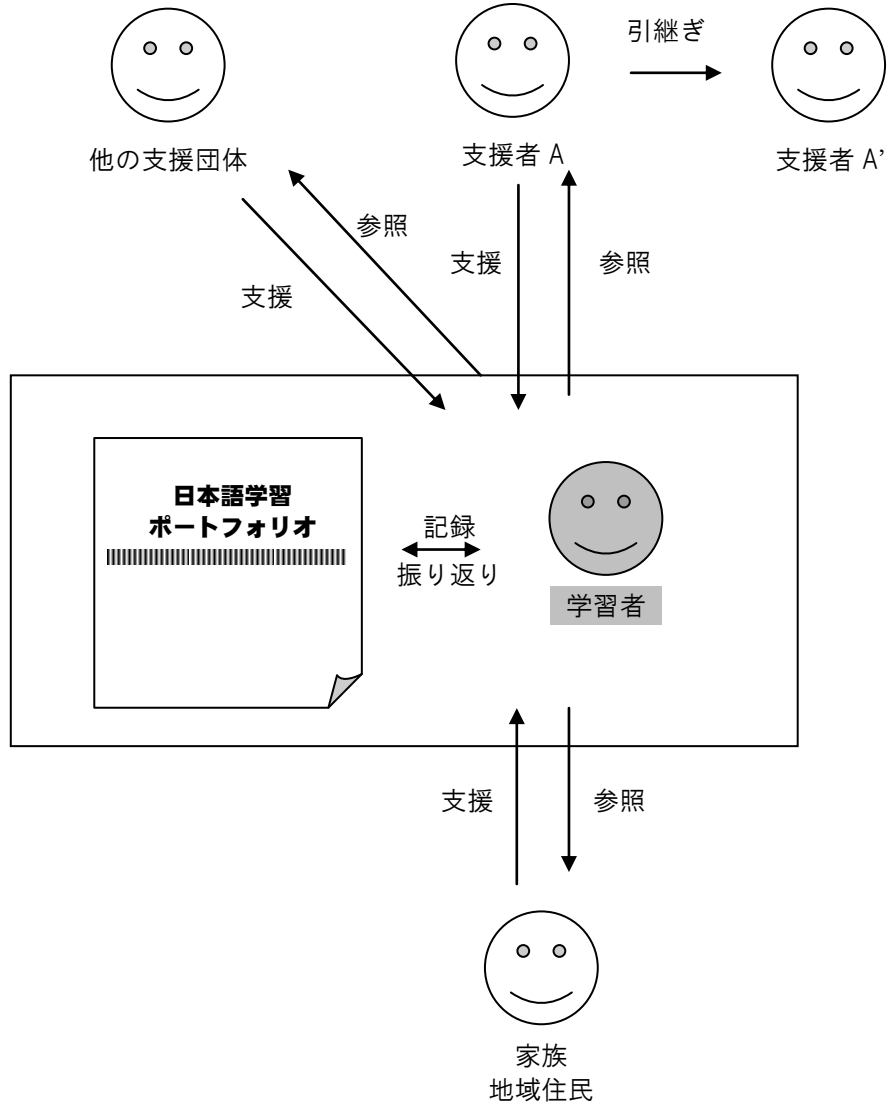 引継ぎ
他の支援団体
支援者 A
支援者 A’
参照
支援
支援
参照
日本語学習
ポートフォリオ
記録
振り返り
学習者
支援
参照
家族
地域住民